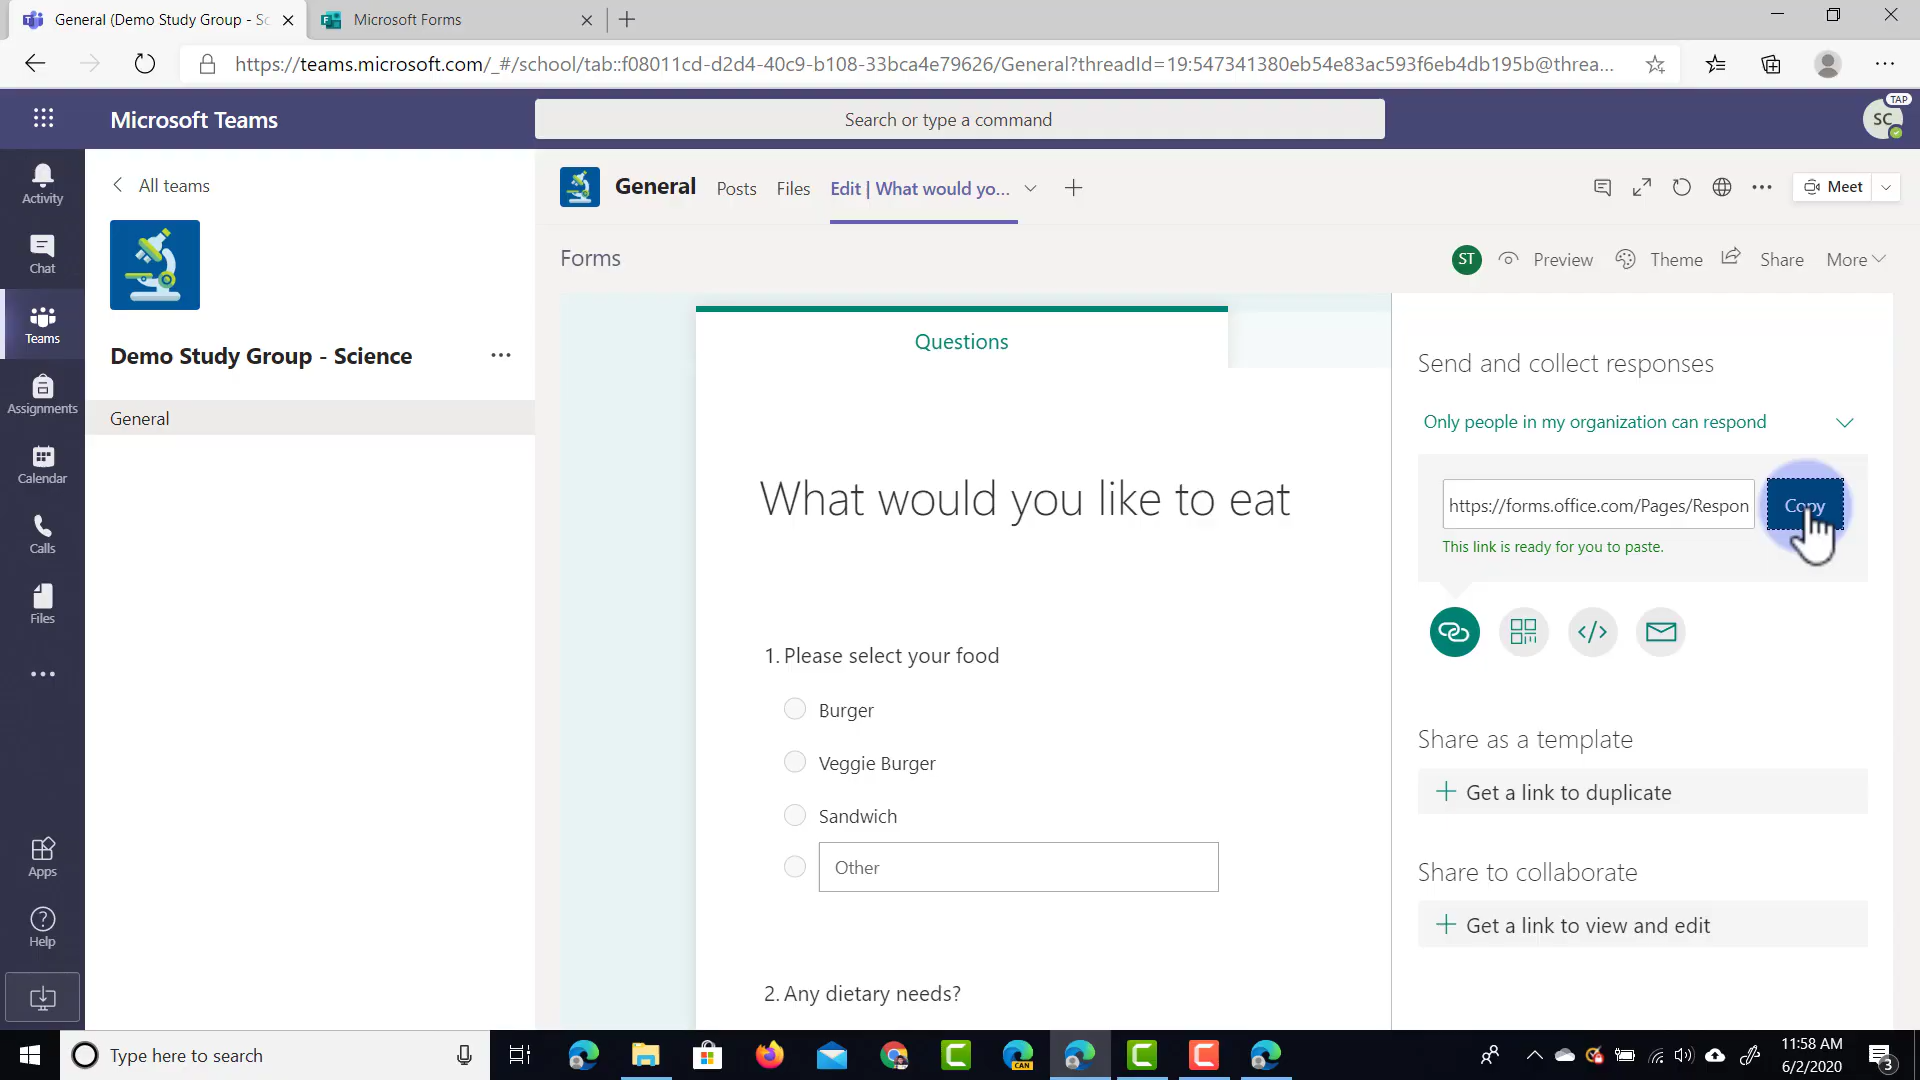 General (Demo Study Group - Sc
Microsoft Forms
https://teams.microsoft.com/_#/school/tab::f08011cd-d2d4-40c9-b108-33bca4e79626/General?threadId=19:547341380eb54e83ac593f6eb4db195b@threa...
Microsoft Teams
Search or type a command
TAP
SC
Activity
Chat
Teams
Assignments
Calendar
Calls
Files
Apps
Help
All teams
Demo Study Group - Science
General
General
Posts
Files
Edit | What would yo...
Meet
Forms
ST
Preview
Theme
Share
More
Questions
What would you like to eat
1. Please select your food
Burger
Veggie Burger
Sandwich
Other
2. Any dietary needs?
Send and collect responses
Only people in my organization can respond
https://forms.office.com/Pages/Respon
Copy
This link is ready for you to paste.
Share as a template
Get a link to duplicate
Share to collaborate
Get a link to view and edit
Type here to search
CAN
11:58 AM
6/2/2020
3